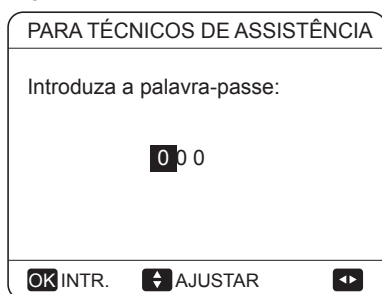 PARA TÉCNICOS DE ASSISTÊNCIA
Introduza a palavra-passe:
0 0 0
OK INTR. AJUSTAR